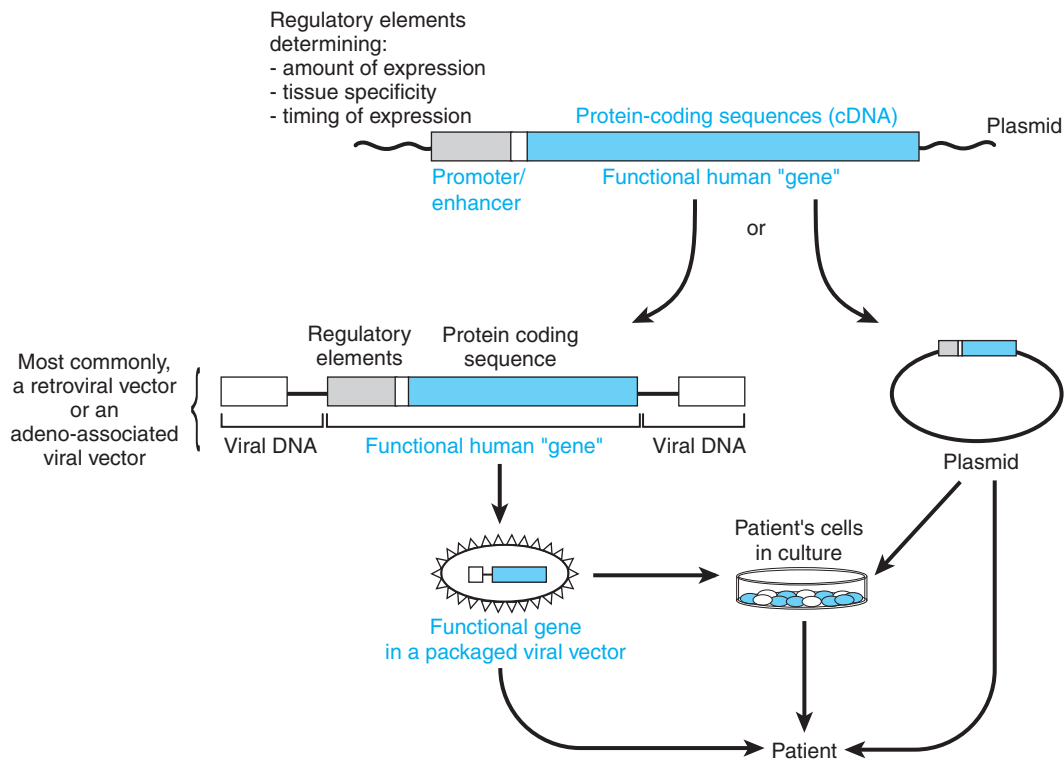 Regulatory elements
determining:
- amount of expression
- tissue specificity
- timing of expression
Protein-coding sequences (cDNA)
Plasmid
Promoter/
enhancer
Functional human "gene"
or
Regulatory
elements
Protein coding
sequence
Most commonly,
a retroviral vector
or an
adeno-associated
viral vector
Viral DNA
Functional human "gene"
Viral DNA
Plasmid
Patient's cells
in culture
Functional gene
in a packaged viral vector
Patient